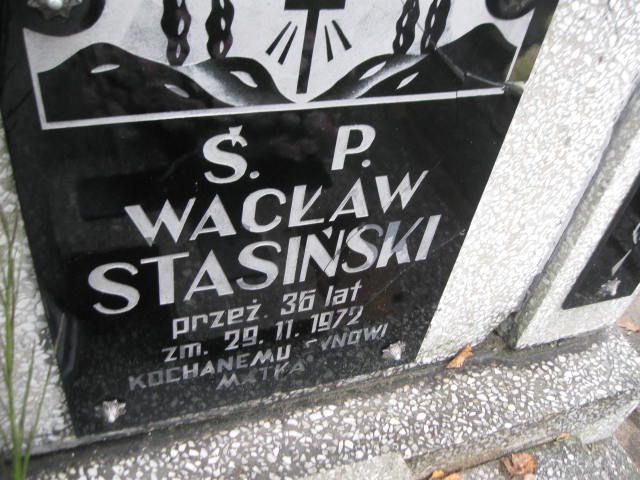 Ś. P.
WACŁAW
STASIŃSKI
przeż. 36 lat
zm. 29. 11. 1972
KOCHANEMU SYNOWI
MATKA